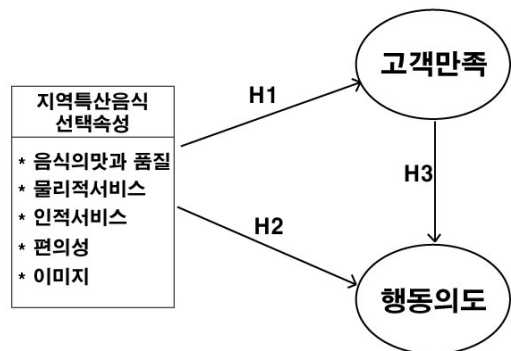 지역특산음식
선택속성
* 음식의맛과 품질
* 물리적서비스
* 인적서비스
* 편의성
* 이미지
H1
고객만족
H3
H2
행동의도